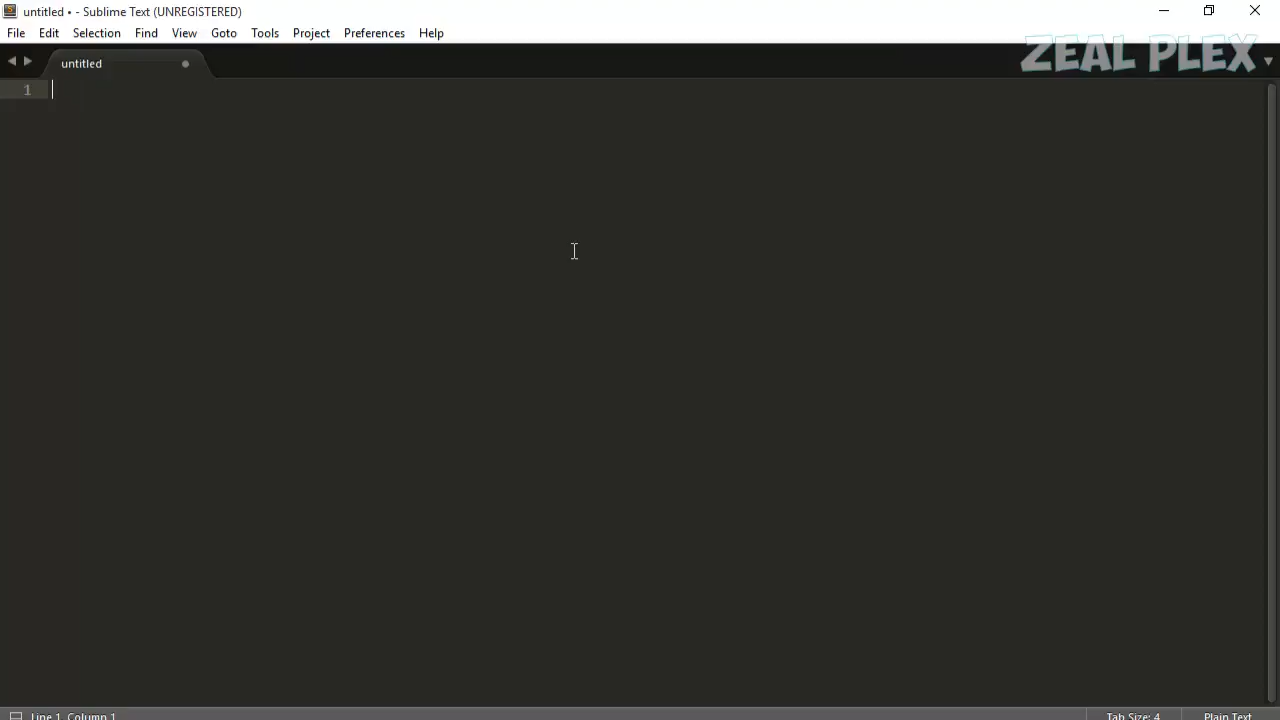 untitled • - Sublime Text (UNREGISTERED)
File Edit Selection Find View Goto Tools Project Preferences Help
ZEAL PLEX
untitled
1
Line 1, Column 1 Tab Size: 4 Plain Text